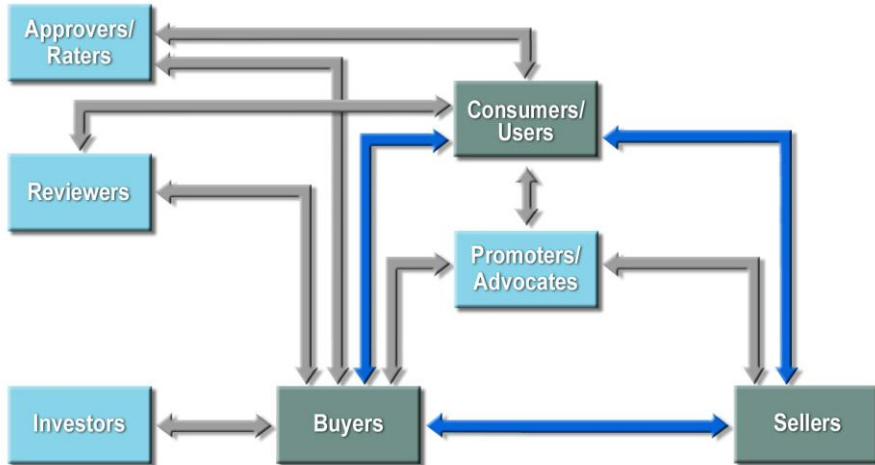 Approvers/
Raters
Consumers/
Users
Reviewers
Promoters/
Advocates
Investors
Buyers
Sellers